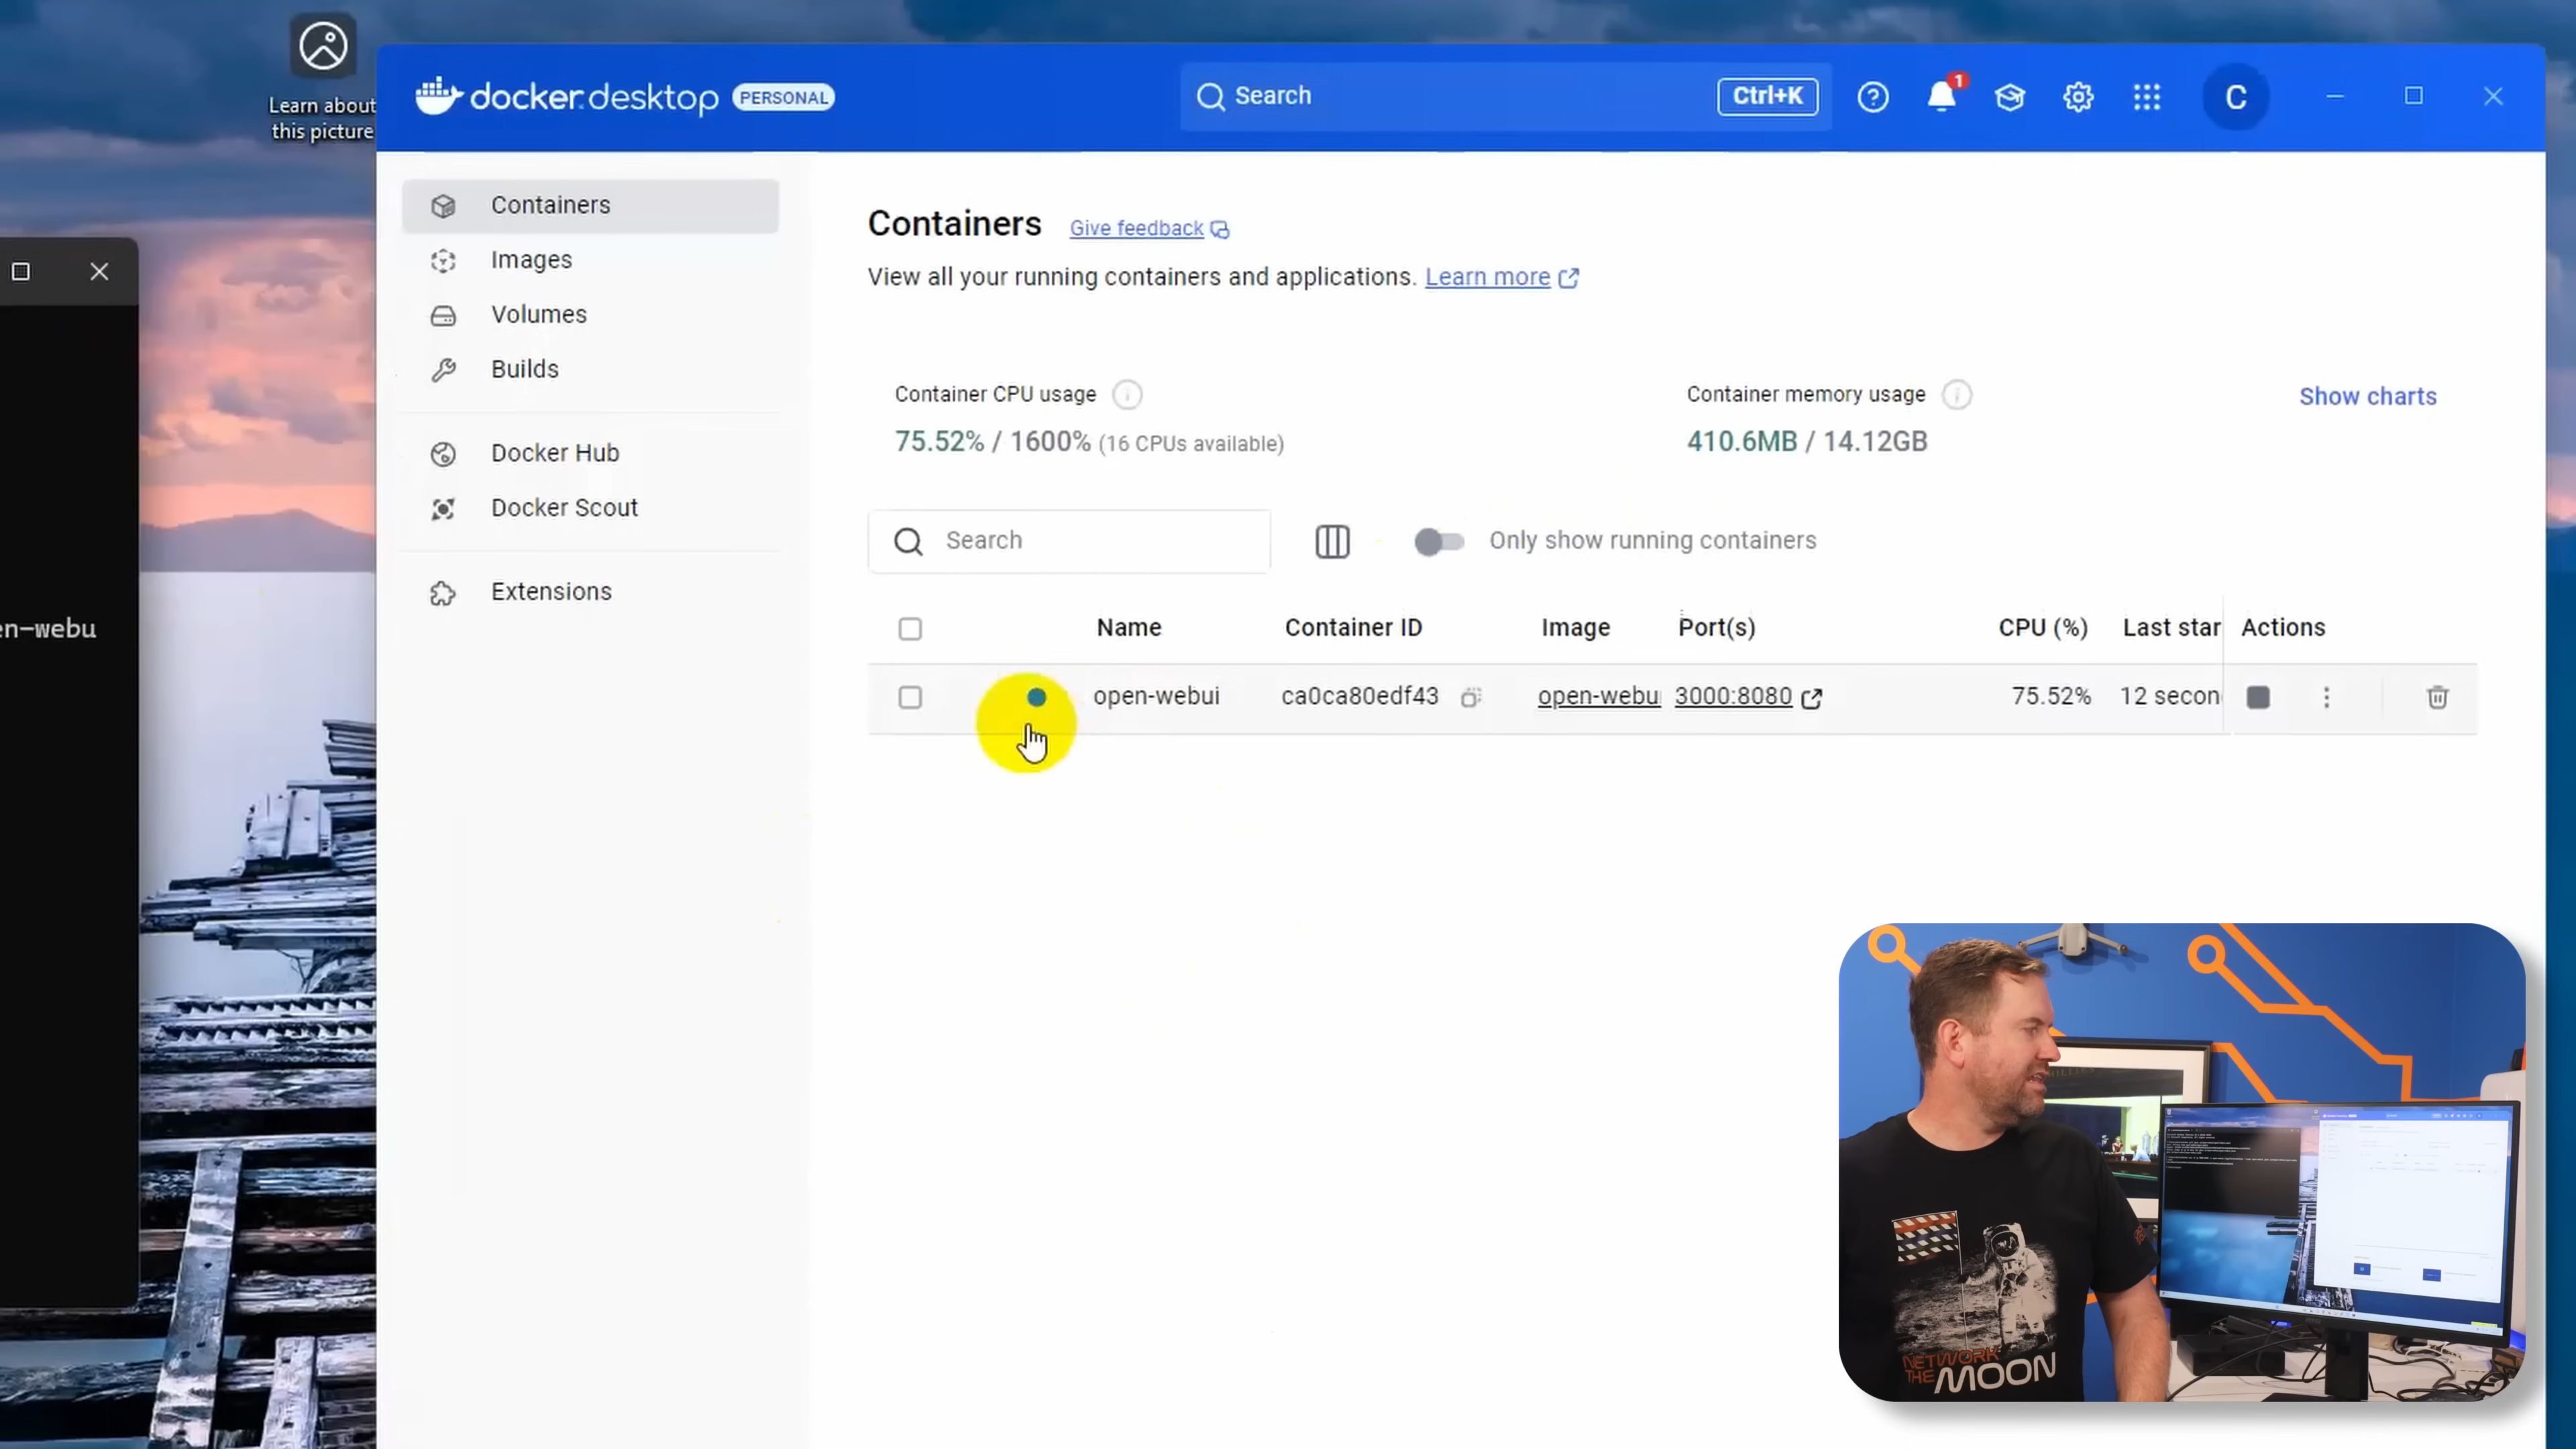 Learn about
this picture
docker desktop PERSONAL
Search Ctrl+K
1
C
Containers
Images
Volumes
Builds
Docker Hub
Docker Scout
Extensions
en-webu
Containers Give feedback
View all your running containers and applications. Learn more
Container CPU usage
75.52% / 1600% (16 CPUs available)
Container memory usage
410.6MB / 14.12GB
Show charts
Search
Only show running containers
Name Container ID Image Port(s) CPU (%) Last star Actions
open-webui ca0ca80edf43 open-webu 3000:8080 75.52% 12 secon
NETWORK
THE MOON